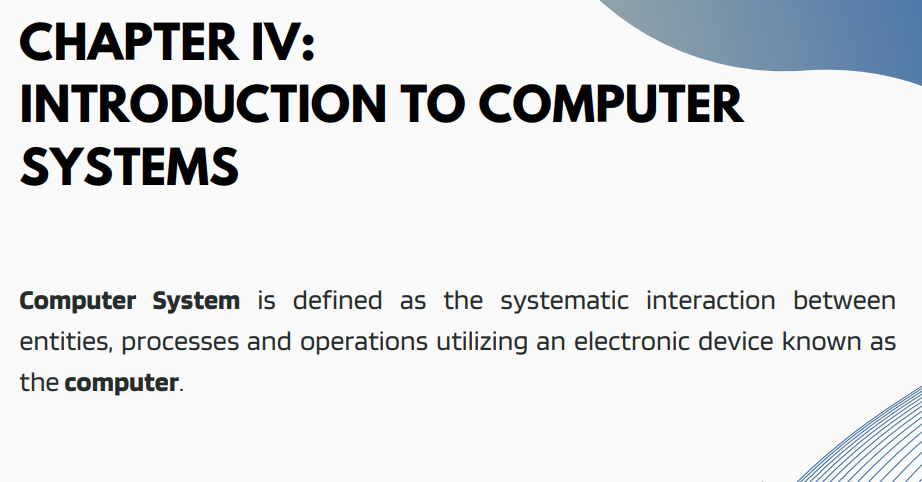 CHAPTER IV:
INTRODUCTION TO COMPUTER
SYSTEMS
Computer System is defined as the systematic interaction between
entities, processes and operations utilizing an electronic device known as
the computer.